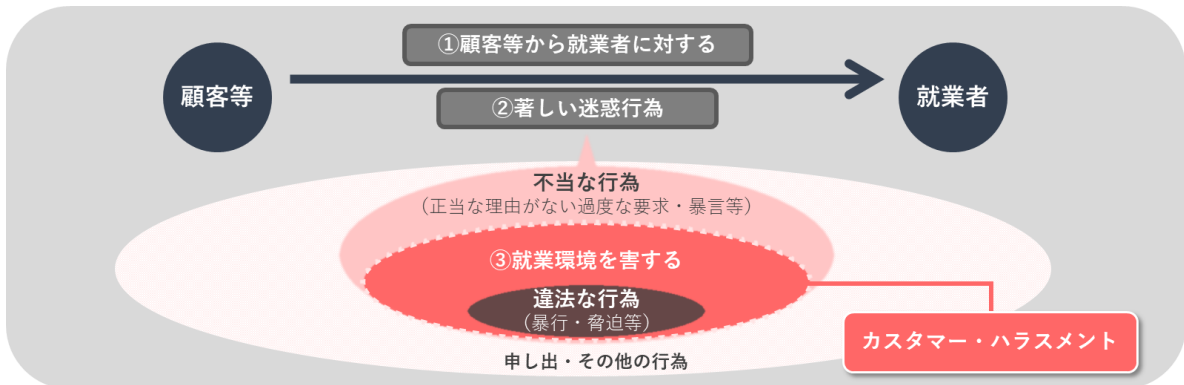 ①顧客等から就業者に対する
顧客等
就業者
②著しい迷惑行為
不当な行為
（正当な理由がない過度な要求・暴言等）
③就業環境を害する
違法な行為
（暴行・脅迫等）
カスタマー・ハラスメント
申し出・その他の行為